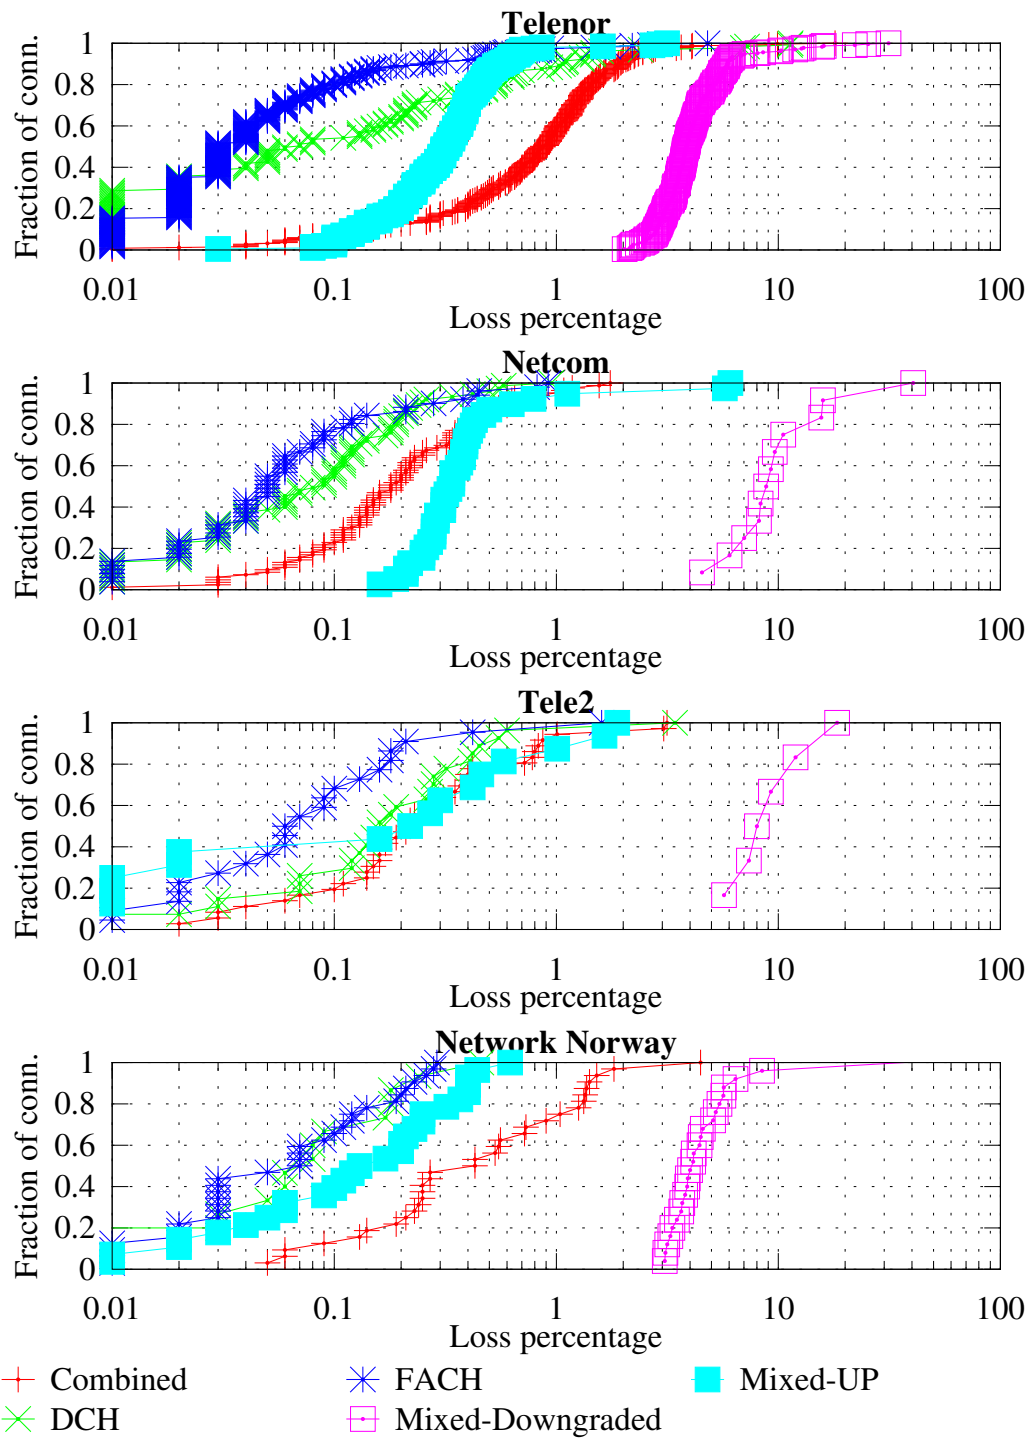 Telenor
Fraction of conn.
1
0.8
0.6
0.4
0.2
0
0.01 0.1 1 10 100
Loss percentage
Netcom
Fraction of conn.
1
0.8
0.6
0.4
0.2
0
0.01 0.1 1 10 100
Loss percentage
Tele2
Fraction of conn.
1
0.8
0.6
0.4
0.2
0
0.01 0.1 1 10 100
Loss percentage
Network Norway
Fraction of conn.
1
0.8
0.6
0.4
0.2
0
0.01 0.1 1 10 100
Loss percentage
Combined FACH Mixed-UP
DCH Mixed-Downgraded